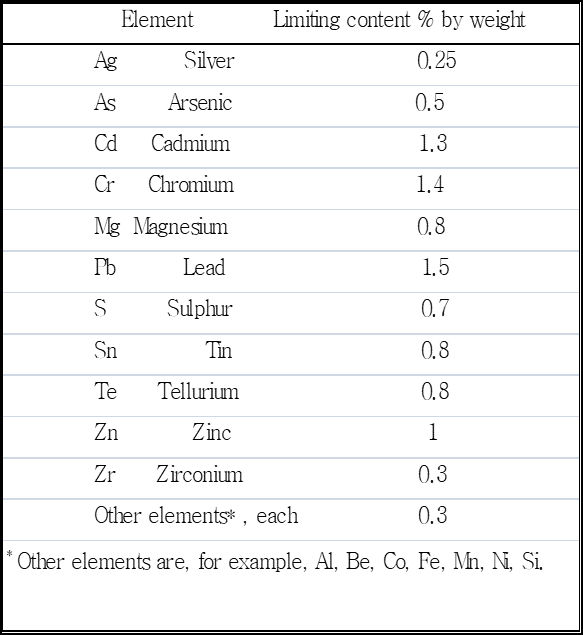 Element Limiting content % by weight
Ag Silver 0.25
As Arsenic 0.5
Cd Cadmium 1.3
Cr Chromium 1.4
Mg Magnesium 0.8
Pb Lead 1.5
S Sulphur 0.7
Sn Tin 0.8
Te Tellurium 0.8
Zn Zinc 1
Zr Zirconium 0.3
Other elements* , each 0.3
* Other elements are, for example, Al, Be, Co, Fe, Mn, Ni, Si.